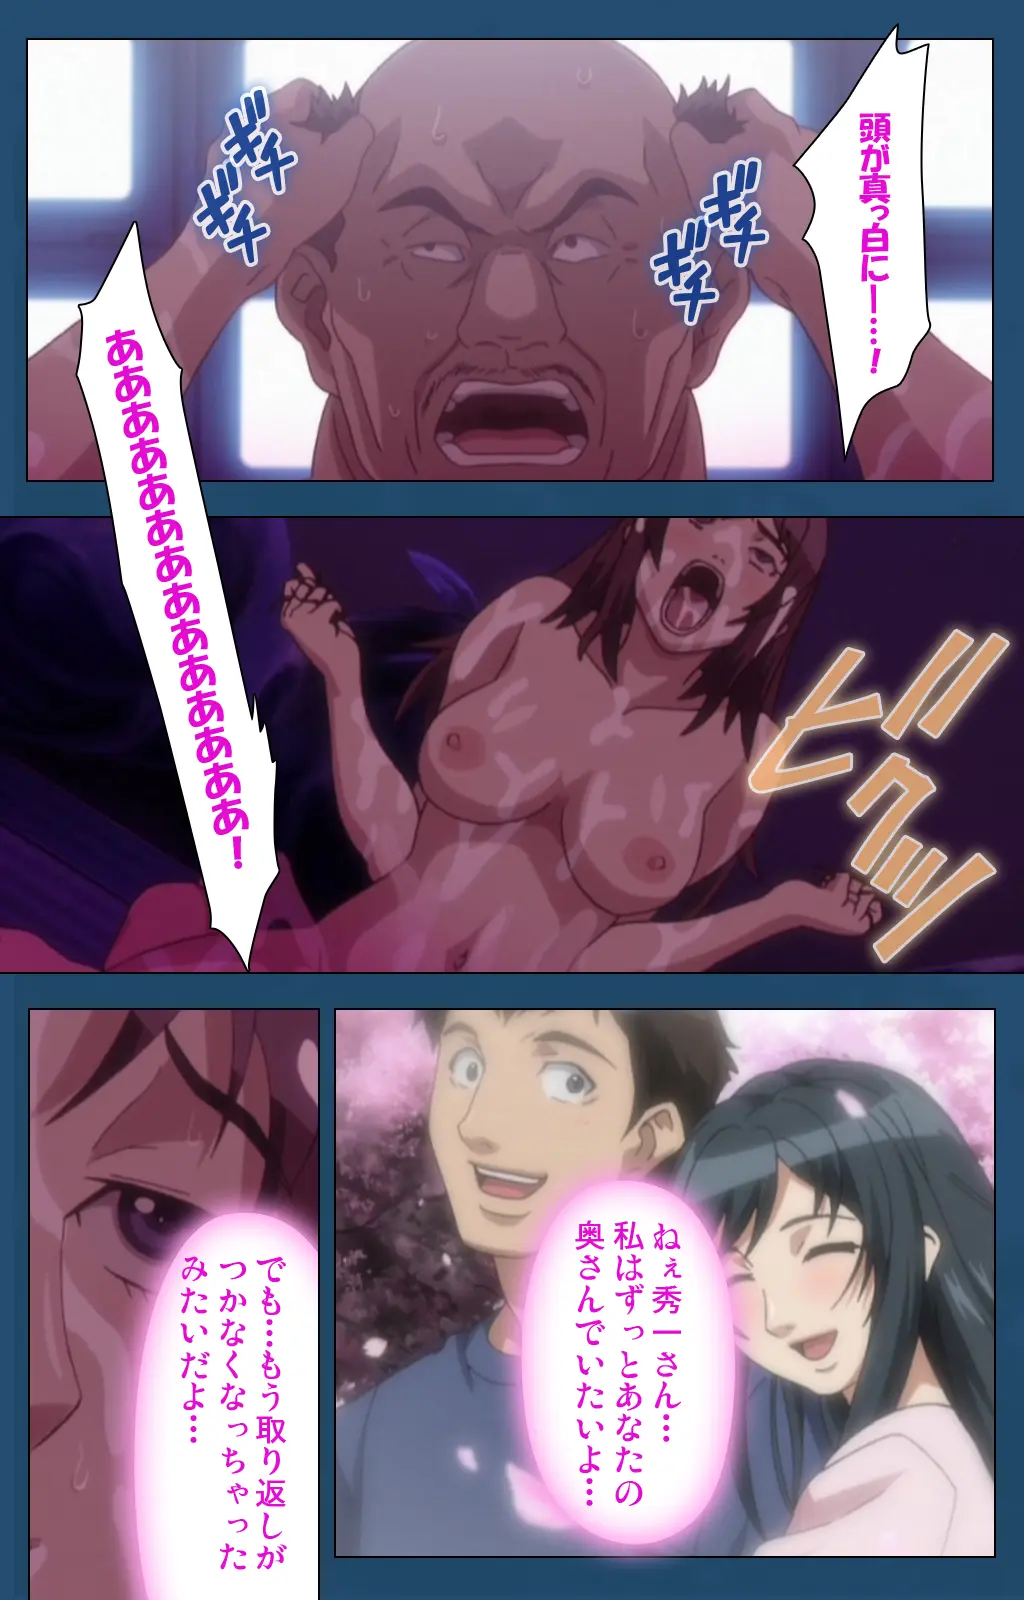 頭が真っ白にー…！
ギチ
ギチ
ギチ
ギチ
ああああああああああああああ！
ビクッ
ねぇ秀一さん…
私はずっとあなたの
奥さんでいたいよ…
でも…もう取り返しが
つかなくなっちゃった
みたいだよ…